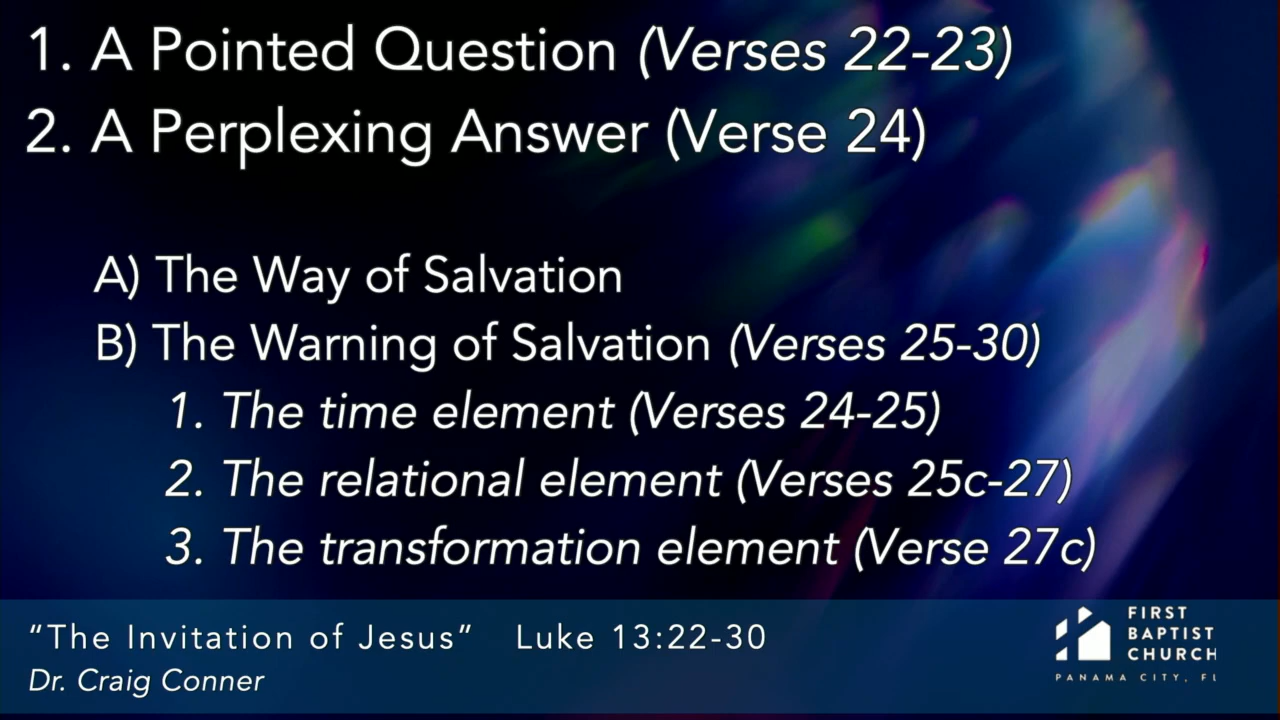 1. A Pointed Question (Verses 22-23)
2. A Perplexing Answer (Verse 24)
A) The Way of Salvation
B) The Warning of Salvation (Verses 25-30)
1. The time element (Verses 24-25)
2. The relational element (Verses 25c-27)
3. The transformation element (Verse 27c)
“The Invitation of Jesus” Luke 13:22-30
Dr. Craig Conner
FIRST
BAPTIST
CHURCH
PANAMA CITY, FL